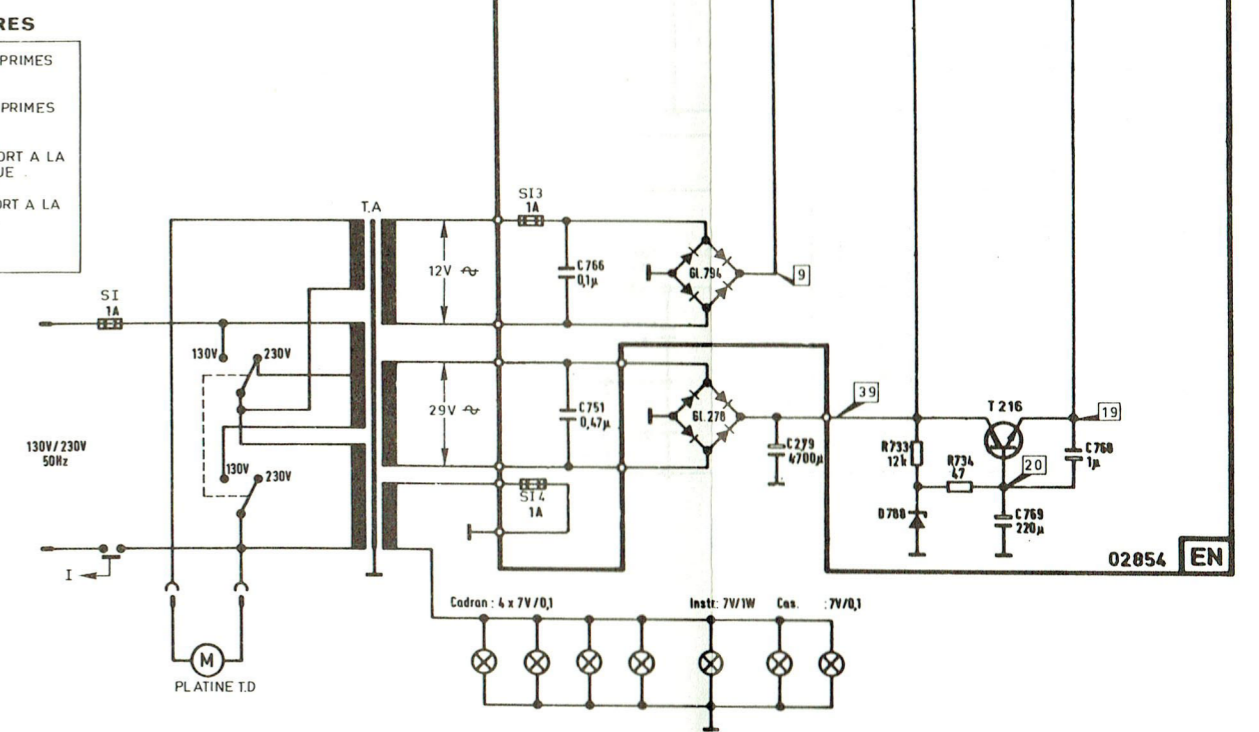 RES
PRIMES
PRIMES
ORT A LA
UE .
ORT A LA
T.A
SI3
1A
12V
C766
0,1µ
Gl.794
9
SI
1A
130V
230V
29V
C751
0,47µ
Gl.278
C279
4700µ
39
T 216
19
R733
12k
R734
47
20
C768
1µ
D788
C769
220µ
130V/230V
50Hz
130V
230V
SI4
1A
I
02854
EN
Cadran : 4 x 7V/0,1
Instr: 7V/1W
Cas. : 7V/0,1
M
PLATINE T.D